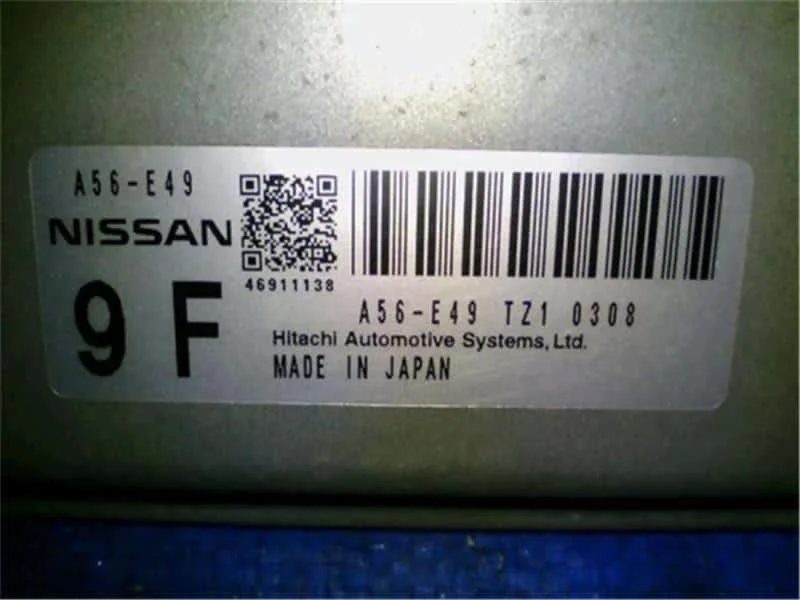 A56-E49
NISSAN
46911138
9 F
A56-E49 TZ1 0308
Hitachi Automotive Systems, Ltd.
MADE IN JAPAN